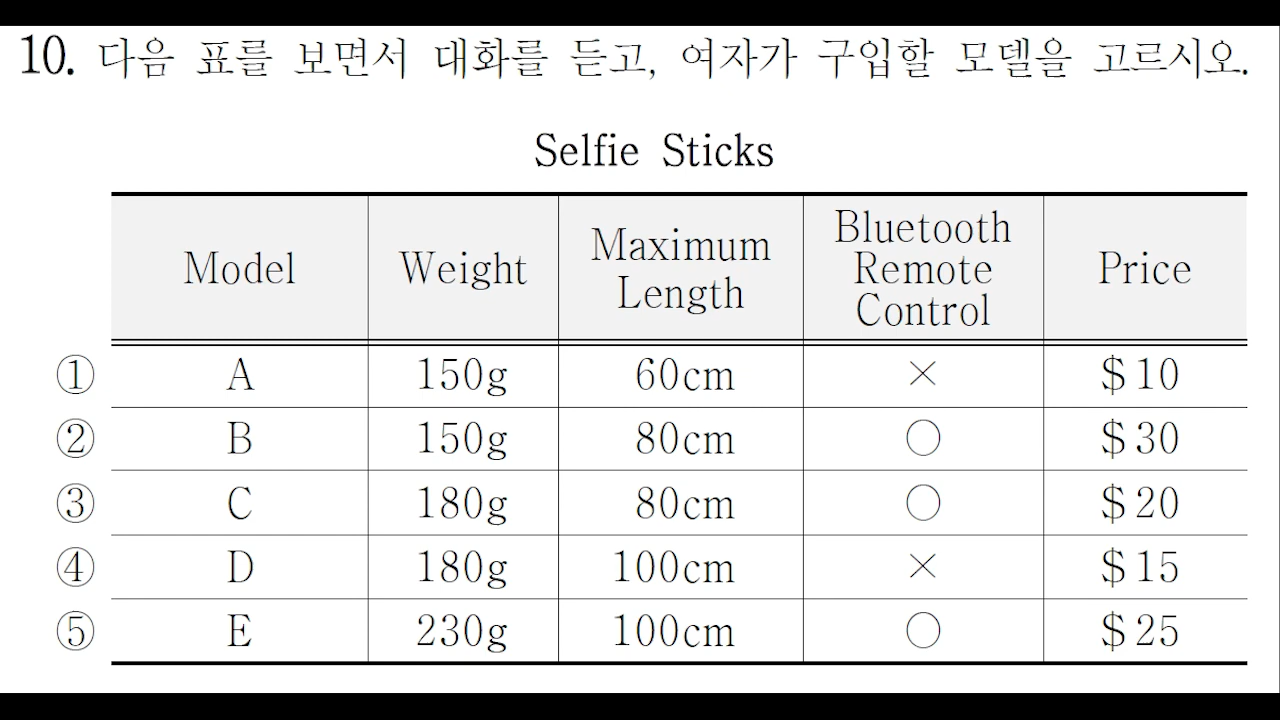 10. 다음 표를 보면서 대화를 듣고, 여자가 구입할 모델을 고르시오.
Selfie Sticks
Model Weight Maximum Length Bluetooth Remote Control Price
① A 150g 60cm × $10
② B 150g 80cm ○ $30
③ C 180g 80cm ○ $20
④ D 180g 100cm × $15
⑤ E 230g 100cm ○ $25